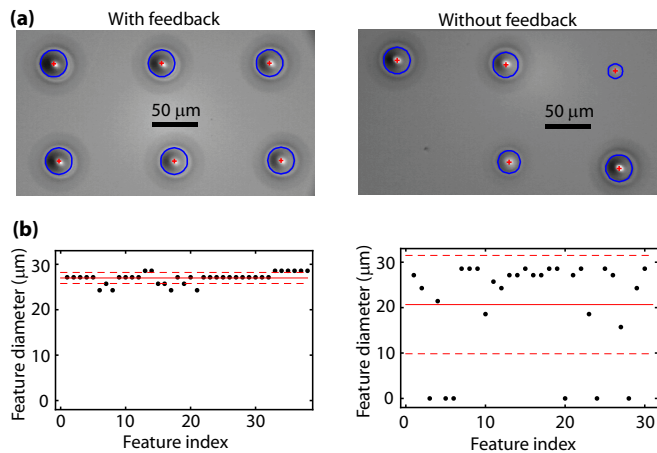 (a)
With feedback
Without feedback
50 μm
50 μm
(b)
Feature diameter (μm)
30
20
10
0
0
10
20
30
Feature index
Feature diameter (μm)
40
30
20
10
0
0
10
20
30
Feature index